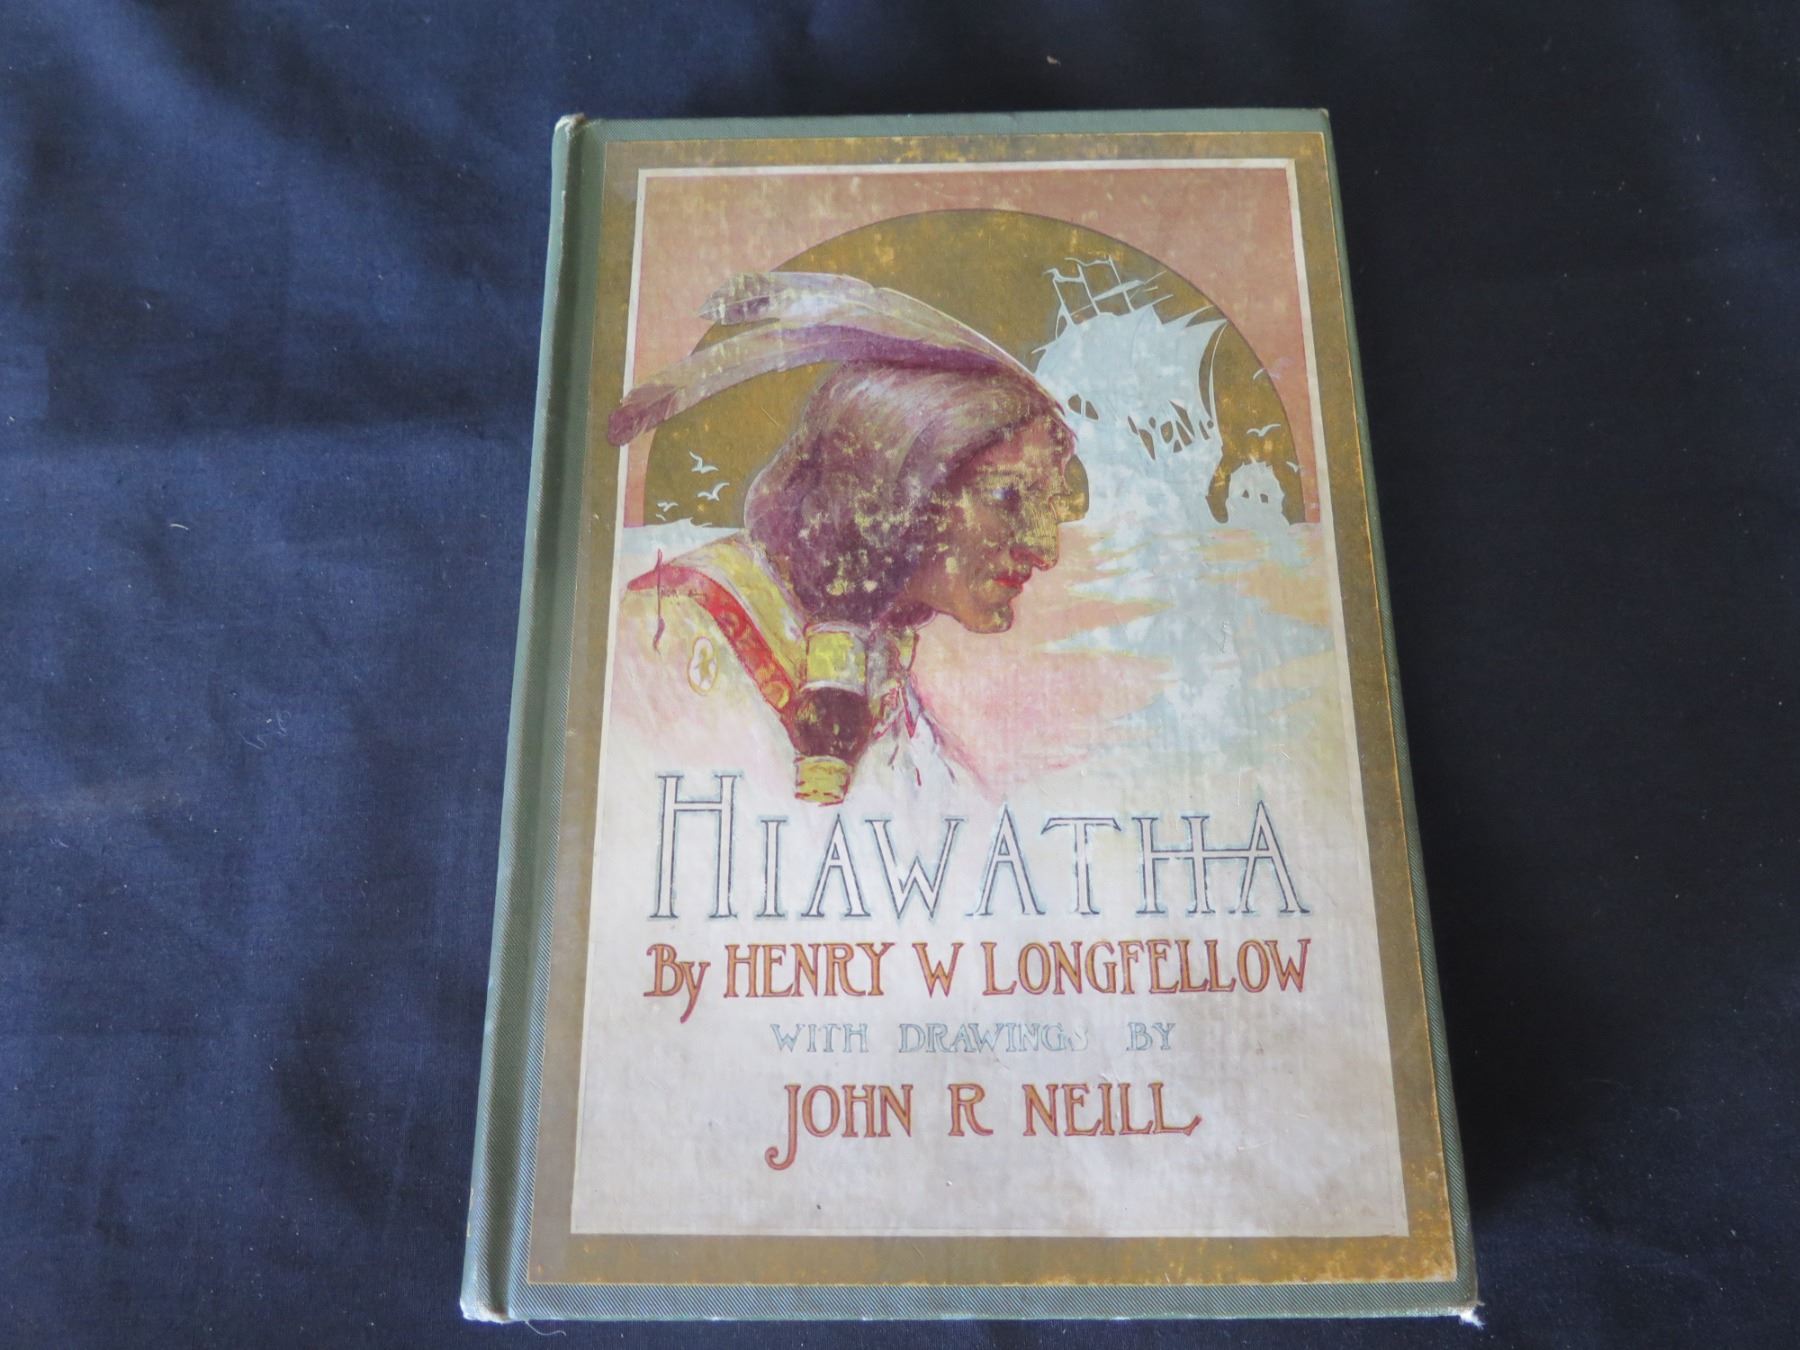 HIAWATHA
By HENRY W LONGFELLOW
WITH DRAWINGS BY
JOHN R NEILL